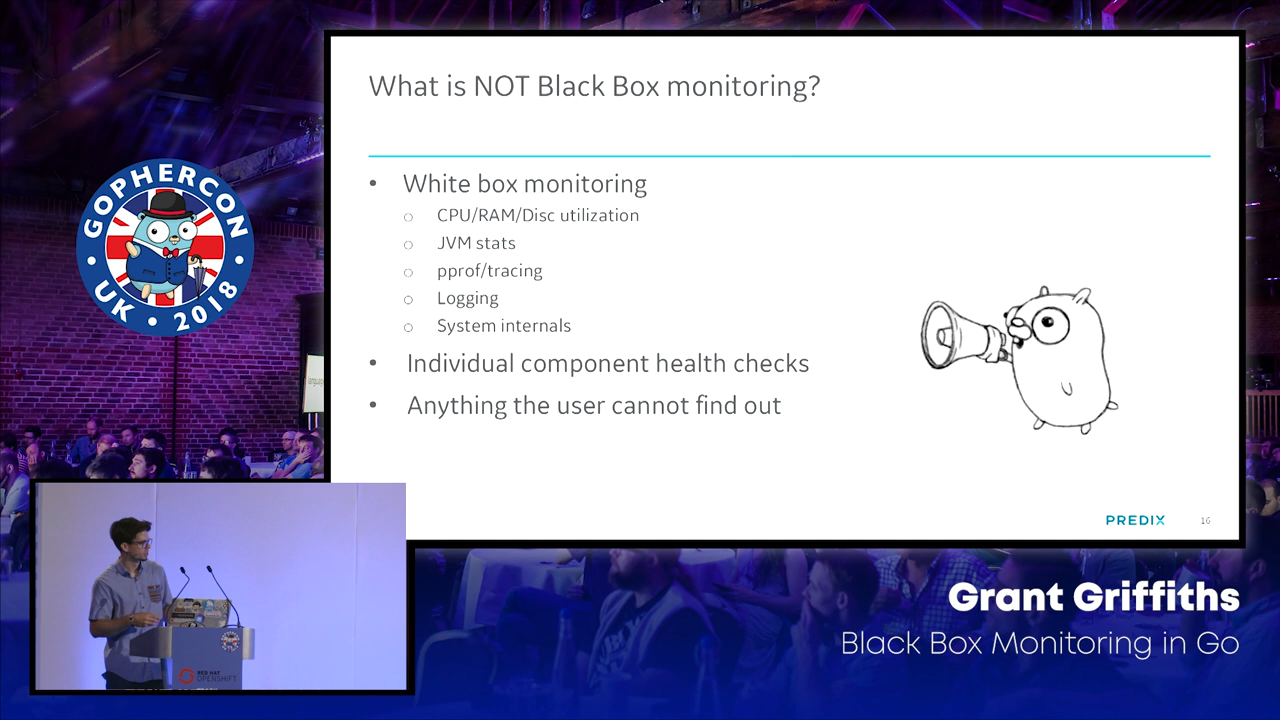 What is NOT Black Box monitoring?
• White box monitoring
○ CPU/RAM/Disc utilization
○ JVM stats
○ pprof/tracing
○ Logging
○ System internals
• Individual component health checks
• Anything the user cannot find out
PREDIX 16
GOPHERCON
• UK • 2018 •
RED HAT
OPENSHIFT
Grant Griffiths
Black Box Monitoring in Go